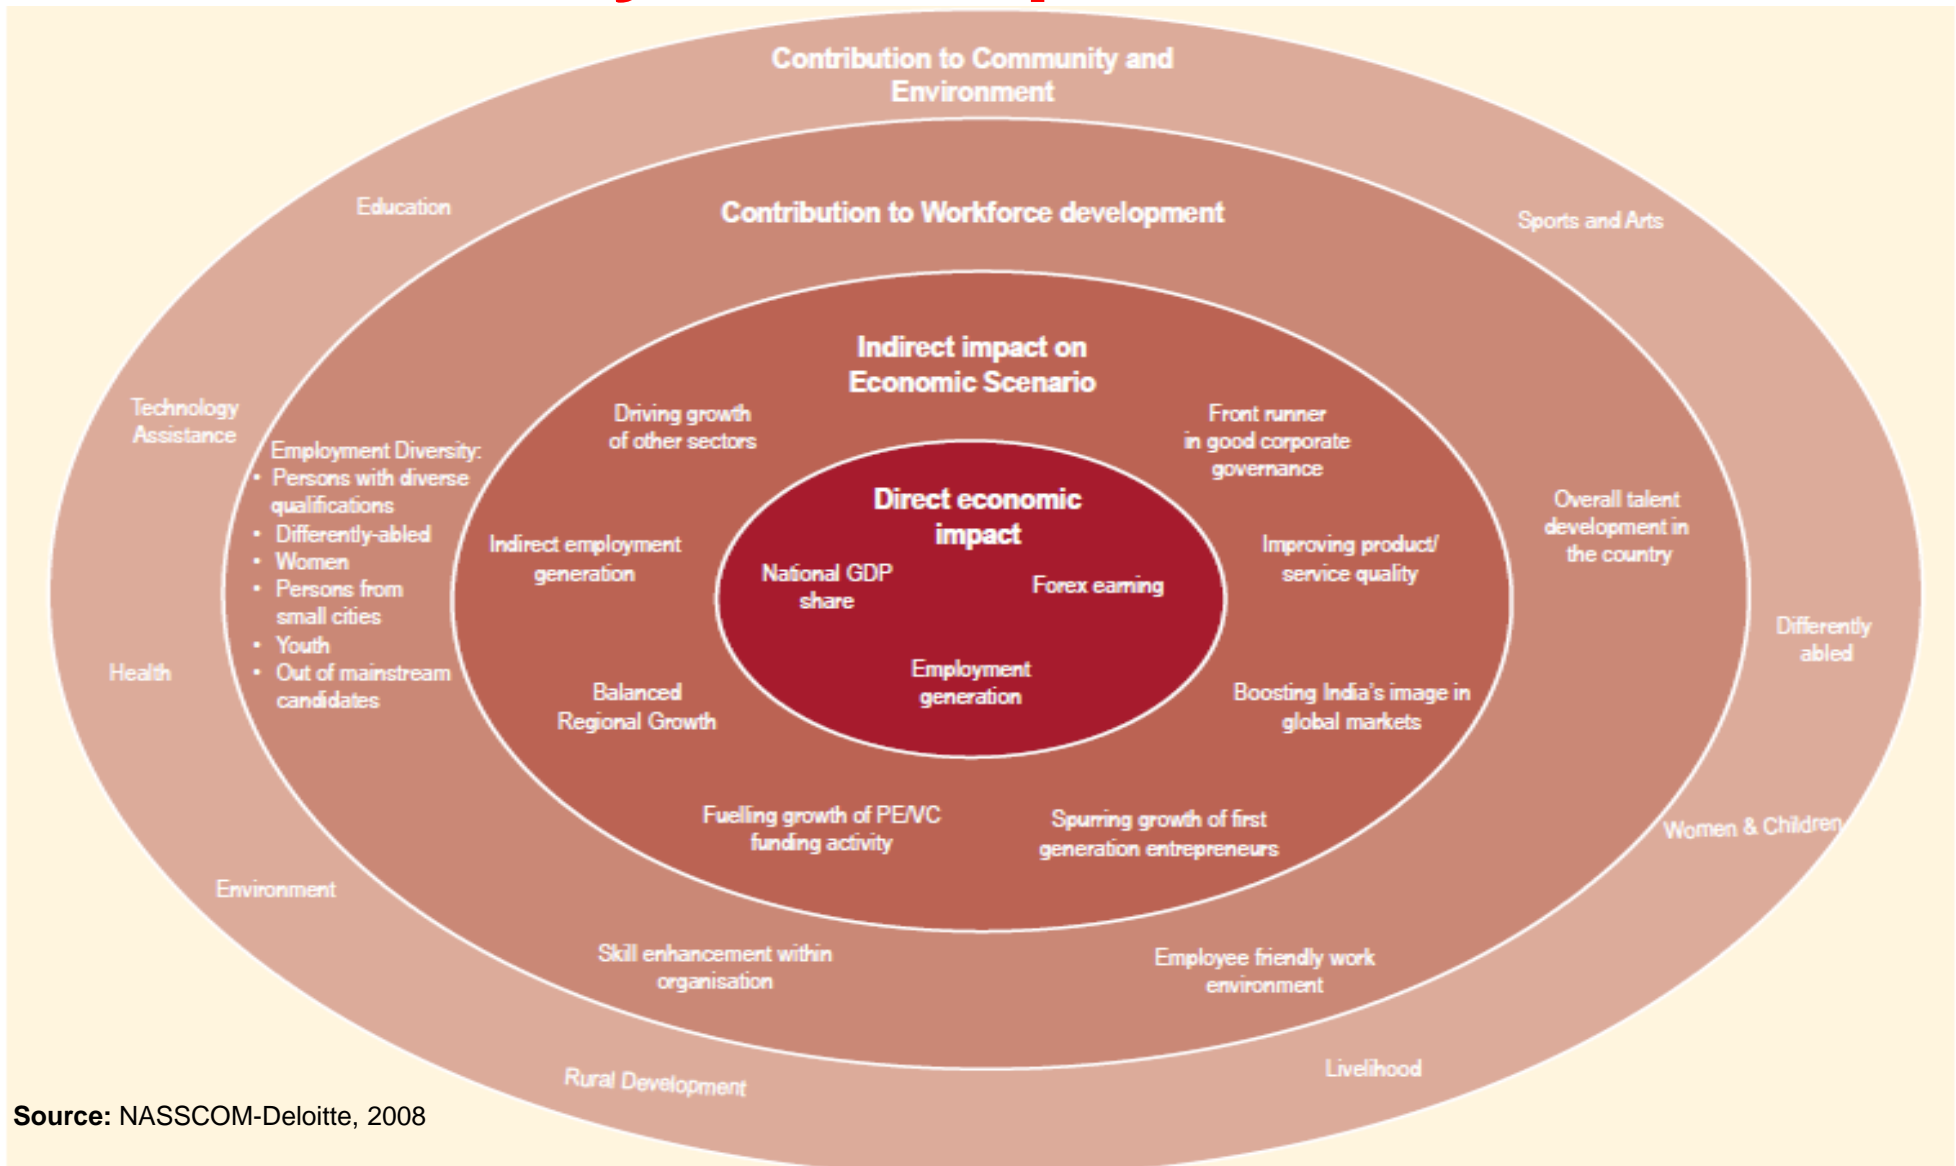 Contribution to Community and
Environment
Education
Sports and Arts
Technology
Assistance
Health
Differently
abled
Women & Children
Environment
Rural Development
Livelihood
Contribution to Workforce development
Employment Diversity:
• Persons with diverse
qualifications
• Differently-abled
• Women
• Persons from
small cities
• Youth
• Out of mainstream
candidates
Overall talent
development in
the country
Skill enhancement within
organisation
Employee friendly work
environment
Indirect impact on
Economic Scenario
Driving growth
of other sectors
Front runner
in good corporate
governance
Indirect employment
generation
Improving product/
service quality
Balanced
Regional Growth
Boosting India's image in
global markets
Fuelling growth of PE/VC
funding activity
Spurring growth of first
generation entrepreneurs
Direct economic
impact
National GDP
share
Forex earning
Employment
generation
Source: NASSCOM-Deloitte, 2008